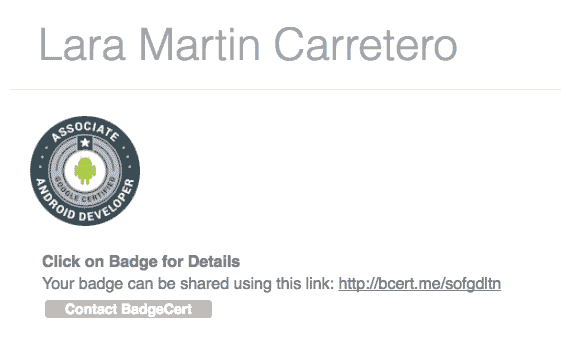 Lara Martin Carretero
ASSOCIATE
GOOGLE CERTIFIED
ANDROID DEVELOPER
Click on Badge for Details
Your badge can be shared using this link: http://bcert.me/sofgdltn
Contact BadgeCert